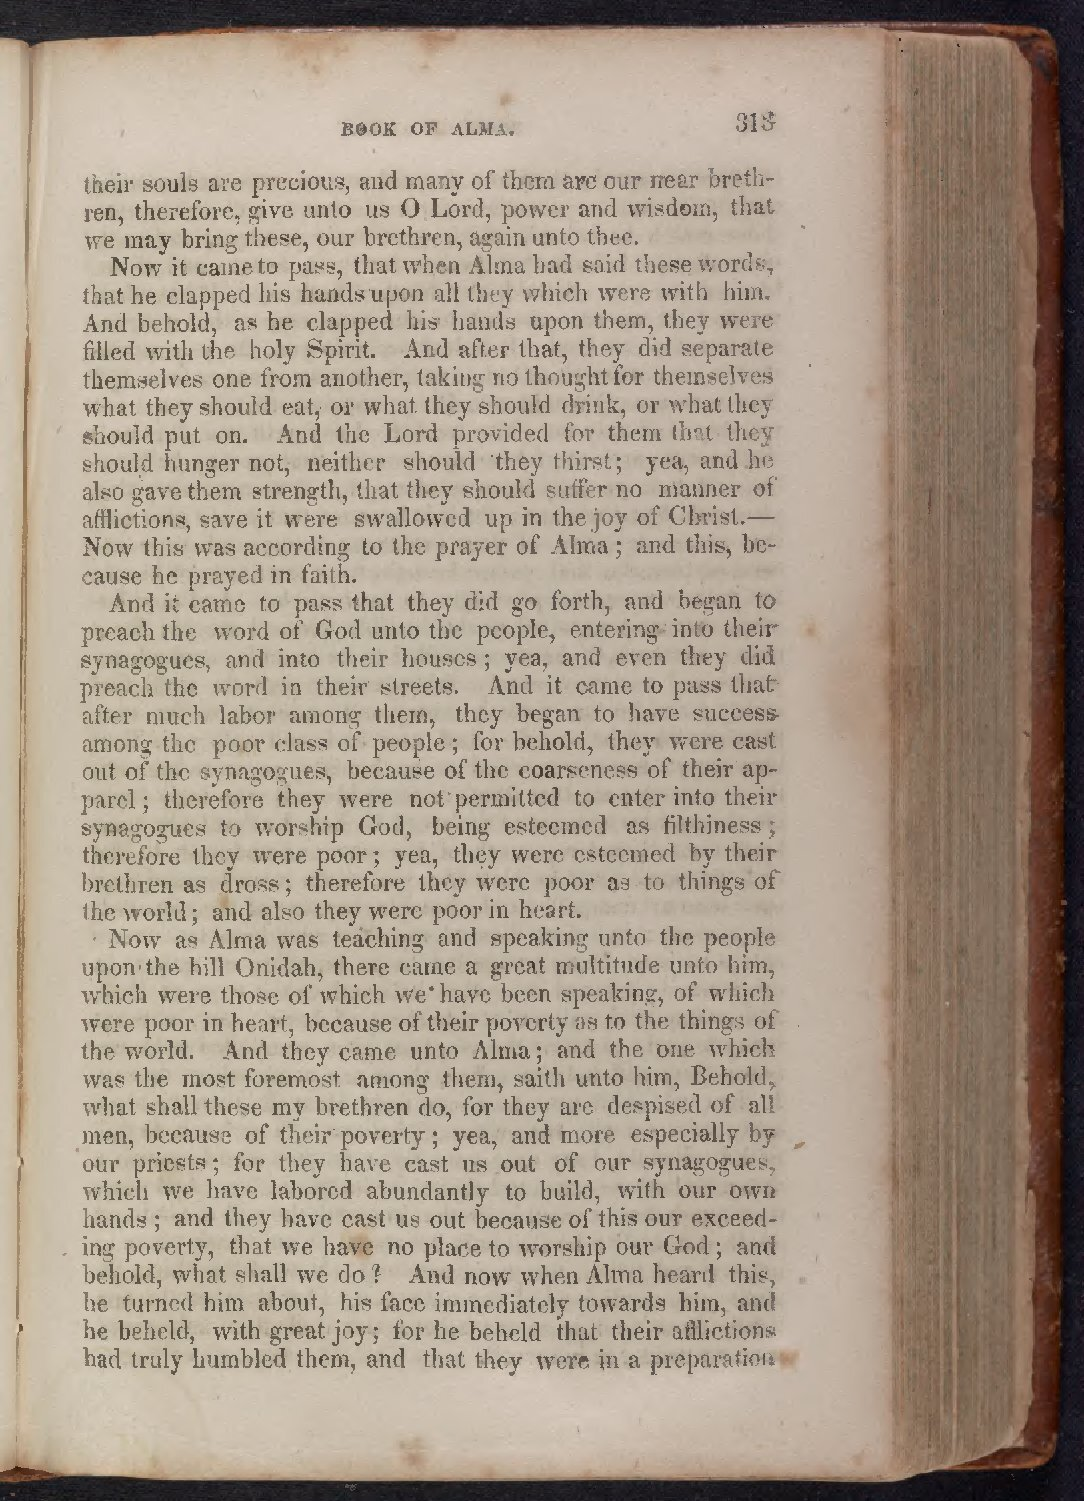 BOOK OF ALMA. 313
their souls are precious, and many of them are our near breth-
ren, therefore, give unto us O Lord, power and wisdom, that
we may bring these, our brethren, again unto thee.
Now it came to pass, that when Alma had said these words,
that he clapped his hands upon all they which were with him.
And behold, as he clapped his hands upon them, they were
filled with the holy Spirit. And after that, they did separate
themselves one from another, taking no thought for themselves
what they should eat, or what they should drink, or what they
should put on. And the Lord provided for them that they
should hunger not, neither should they thirst; yea, and he
also gave them strength, that they should suffer no manner of
afflictions, save it were swallowed up in the joy of Christ.—
Now this was according to the prayer of Alma; and this, be-
cause he prayed in faith.
And it came to pass that they did go forth, and began to
preach the word of God unto the people, entering into their
synagogues, and into their houses; yea, and even they did
preach the word in their streets. And it came to pass that
after much labor among them, they began to have success
among the poor class of people; for behold, they were cast
out of the synagogues, because of the coarseness of their ap-
parel; therefore they were not permitted to enter into their
synagogues to worship God, being esteemed as filthiness;
therefore they were poor; yea, they were esteemed by their
brethren as dross; therefore they were poor as to things of
the world; and also they were poor in heart.
Now as Alma was teaching and speaking unto the people
upon the hill Onidah, there came a great multitude unto him,
which were those of which we have been speaking, of which
were poor in heart, because of their poverty as to the things of
the world. And they came unto Alma; and the one which
was the most foremost among them, saith unto him, Behold,
what shall these my brethren do, for they are despised of all
men, because of their poverty; yea, and more especially by
our priests; for they have cast us out of our synagogues,
which we have labored abundantly to build, with our own
hands; and they have cast us out because of this our exceed-
ing poverty, that we have no place to worship our God; and
behold, what shall we do? And now when Alma heard this,
he turned him about, his face immediately towards him, and
he beheld, with great joy; for he beheld that their afflictions
had truly humbled them, and that they were in a preparation